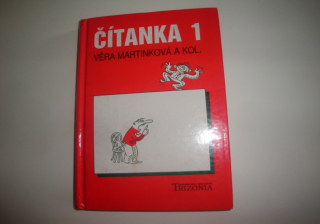 ČÍTANKA 1
VĚRA MARTINKOVÁ A KOL.
TRIZONIA